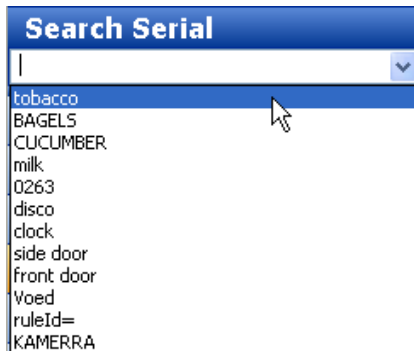 Search Serial
tobacco
BAGELS
CUCUMBER
milk
0263
disco
clock
side door
front door
Voed
ruleId=
KAMERRA